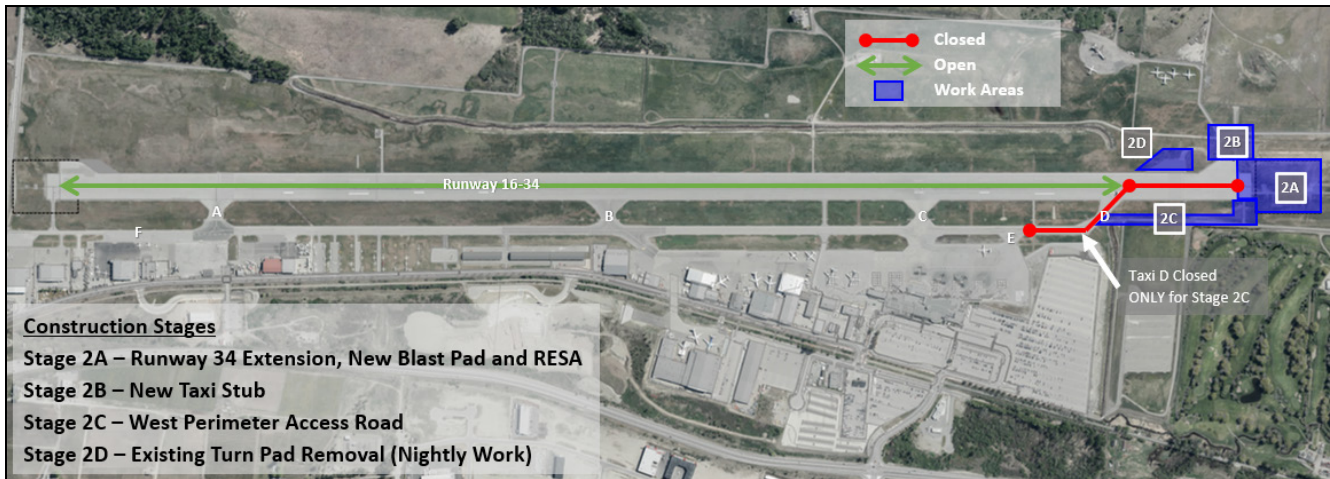 Closed
Open
Work Areas
2D
2B
Runway 16-34
2A
A
B
C
D
2C
F
E
Taxi D Closed
ONLY for Stage 2C
Construction Stages
Stage 2A – Runway 34 Extension, New Blast Pad and RESA
Stage 2B – New Taxi Stub
Stage 2C – West Perimeter Access Road
Stage 2D – Existing Turn Pad Removal (Nightly Work)